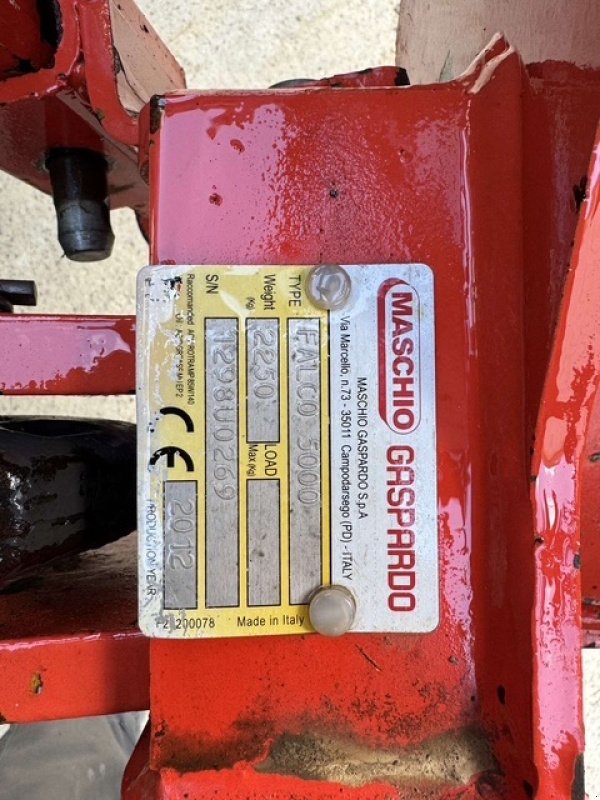 MASCHIO GASPARDO
MASCHIO GASPARDO S.p.A
Via Marcello, n.73 - 35011 Campodarsego (PD) - ITALY
TYPE FALCO 5000
Weight (Kg) 2250 LOAD Max (Kg)
S/N 1298U0269
CE 2012
PRODUCTION YEAR
F20200078 Made in Italy